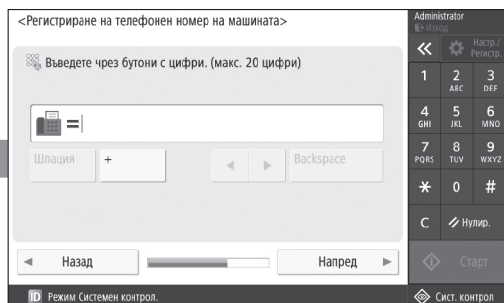 <Регистриране на телефонен номер на машината>
Въведете чрез бутони с цифри. (макс. 20 цифри)
=
Шпация + Backspace
Назад Напред
ID Режим Системен контрол.
Administrator
Изход
Настр./
Регистр.
1 2 3
ABC DEF
4 5 6
GHI JKL MNO
7 8 9
PQRS TUV WXYZ
* 0 #
C Нулир.
Старт
Сист. контрол